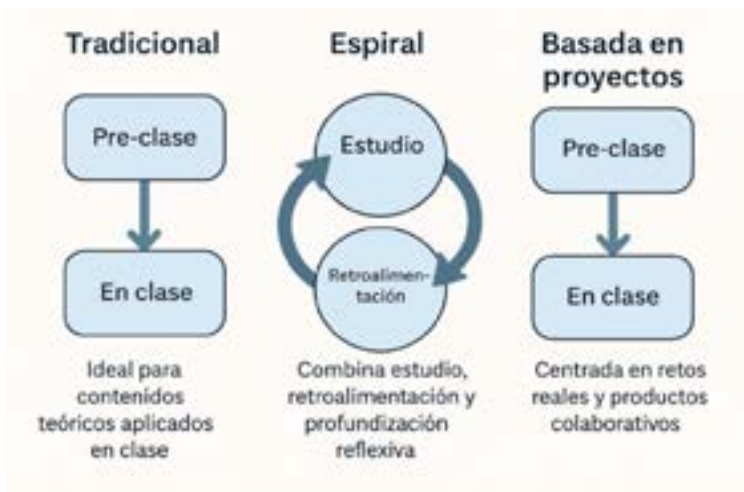 Tradicional
Pre-clase
En clase
Ideal para
contenidos
teóricos aplicados
en clase
Espiral
Estudio
Retroalimen-
tación
Combina estudio,
retroalimentación y
profundización
reflexiva
Basada en
proyectos
Pre-clase
En clase
Centrada en retos
reales y productos
colaborativos